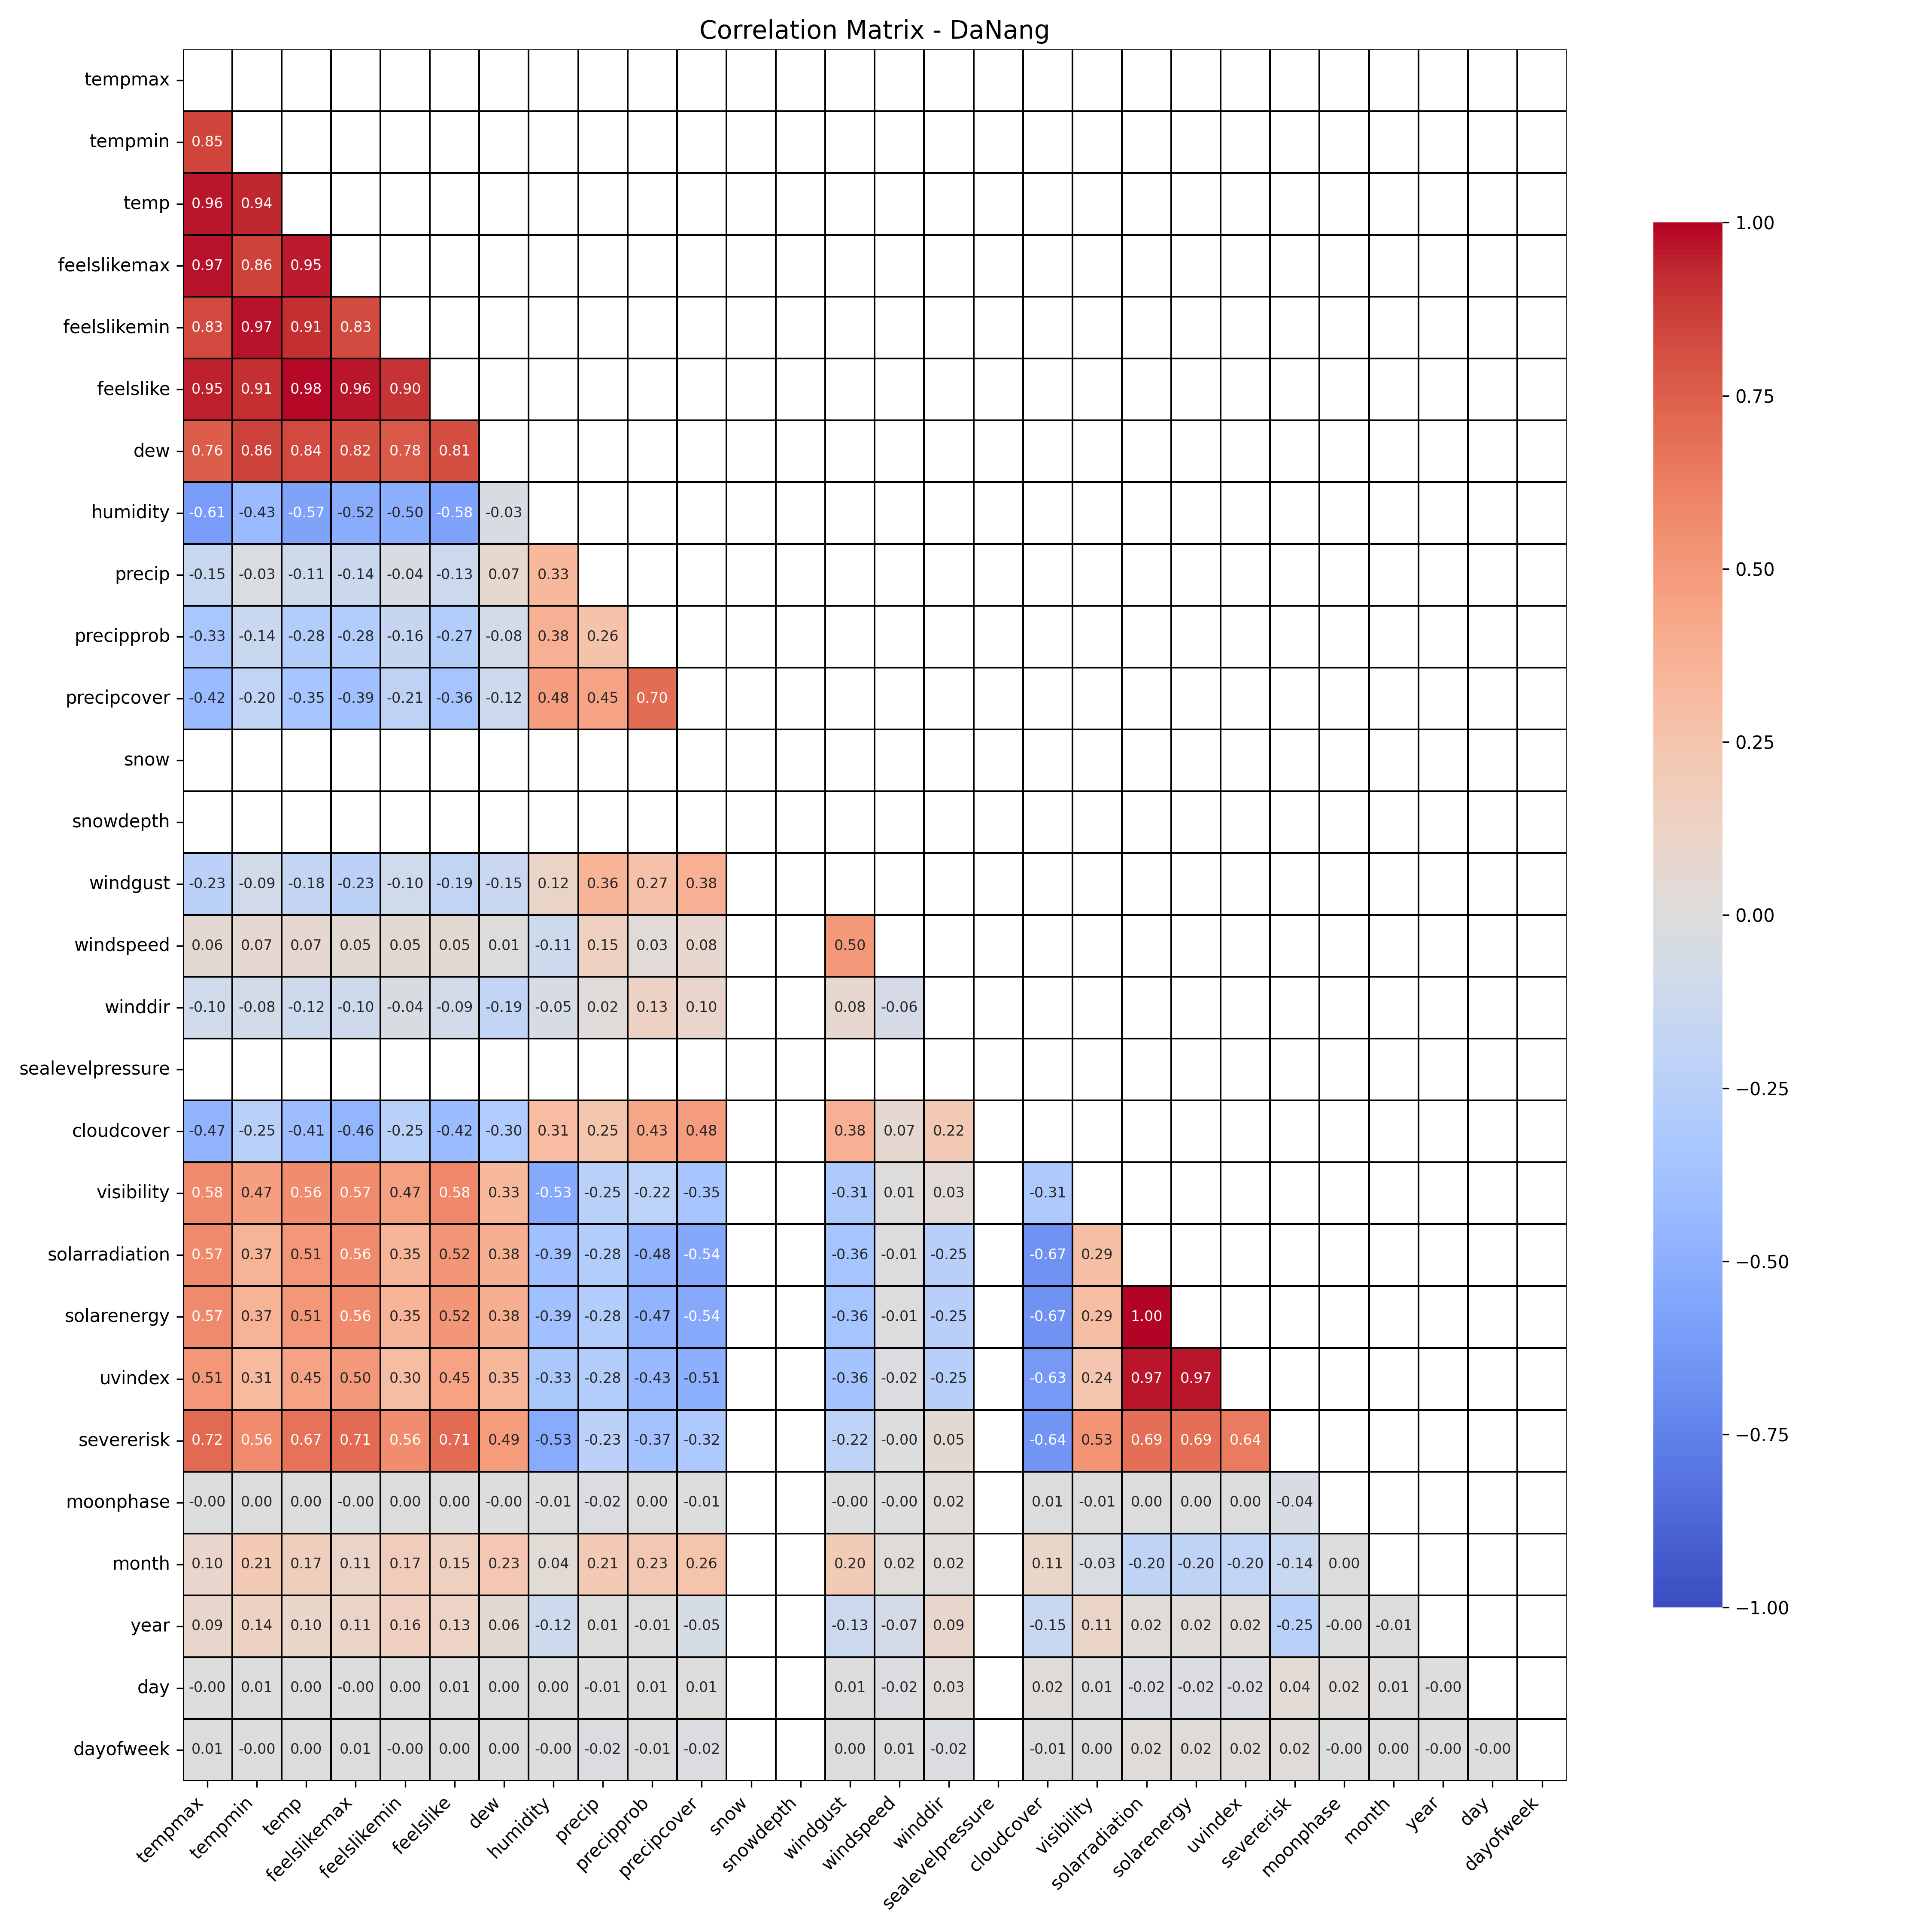 Correlation Matrix - DaNang
tempmax
tempmin 0.85
temp 0.96 0.94
feelslikemax 0.97 0.86 0.95
feelslikemin 0.83 0.97 0.91 0.83
feelslike 0.95 0.91 0.98 0.96 0.90
dew 0.76 0.86 0.84 0.82 0.78 0.81
humidity -0.61 -0.43 -0.57 -0.52 -0.50 -0.58 -0.03
precip -0.15 -0.03 -0.11 -0.14 -0.04 -0.13 0.07 0.33
precipprob -0.33 -0.14 -0.28 -0.28 -0.16 -0.27 -0.08 0.38 0.26
precipcover -0.42 -0.20 -0.35 -0.39 -0.21 -0.36 -0.12 0.48 0.45 0.70
snow
snowdepth
windgust -0.23 -0.09 -0.18 -0.23 -0.10 -0.19 -0.15 0.12 0.36 0.27 0.38
windspeed 0.06 0.07 0.07 0.05 0.05 0.05 0.01 -0.11 0.15 0.03 0.08 0.50
winddir -0.10 -0.08 -0.12 -0.10 -0.04 -0.09 -0.19 -0.05 0.02 0.13 0.10 0.08 -0.06
sealevelpressure
cloudcover -0.47 -0.25 -0.41 -0.46 -0.25 -0.42 -0.30 0.31 0.25 0.43 0.48 0.38 0.07 0.22
visibility 0.58 0.47 0.56 0.57 0.47 0.58 0.33 -0.53 -0.25 -0.22 -0.35 -0.31 0.01 0.03 -0.31
solarradiation 0.57 0.37 0.51 0.56 0.35 0.52 0.38 -0.39 -0.28 -0.48 -0.54 -0.36 -0.01 -0.25 -0.67 0.29
solarenergy 0.57 0.37 0.51 0.56 0.35 0.52 0.38 -0.39 -0.28 -0.47 -0.54 -0.36 -0.01 -0.25 -0.67 0.29 1.00
uvindex 0.51 0.31 0.45 0.50 0.30 0.45 0.35 -0.33 -0.28 -0.43 -0.51 -0.36 -0.02 -0.25 -0.63 0.24 0.97 0.97
severerisk 0.72 0.56 0.67 0.71 0.56 0.71 0.49 -0.53 -0.23 -0.37 -0.32 -0.22 -0.00 0.05 -0.64 0.53 0.69 0.69 0.64
moonphase -0.00 0.00 0.00 -0.00 0.00 0.00 -0.00 -0.01 -0.02 0.00 -0.01 -0.00 -0.00 0.02 0.01 -0.01 0.00 0.00 0.00 -0.04
month 0.10 0.21 0.17 0.11 0.17 0.15 0.23 0.04 0.21 0.23 0.26 0.20 0.02 0.02 0.11 -0.03 -0.20 -0.20 -0.20 -0.14 0.00
year 0.09 0.14 0.10 0.11 0.16 0.13 0.06 -0.12 0.01 -0.01 -0.05 -0.13 -0.07 0.09 -0.15 0.11 0.02 0.02 0.02 -0.25 -0.00 -0.01
day -0.00 0.01 0.00 -0.00 0.00 0.01 0.00 0.00 -0.01 0.01 0.01 0.01 -0.02 0.03 0.02 0.01 -0.02 -0.02 -0.02 0.04 0.02 0.01 -0.00
dayofweek 0.01 -0.00 0.00 0.01 -0.00 0.00 0.00 -0.00 -0.02 -0.01 -0.02 0.00 0.01 -0.02 -0.01 0.00 0.02 0.02 0.02 0.02 -0.00 0.00 -0.00 -0.00
tempmax tempmin temp feelslikemax feelslikemin feelslike dew humidity precip precipprob precipcover snow snowdepth windgust windspeed winddir sealevelpressure cloudcover visibility solarradiation solarenergy uvindex severerisk moonphase month year day dayofweek
1.00
0.75
0.50
0.25
0.00
−0.25
−0.50
−0.75
−1.00